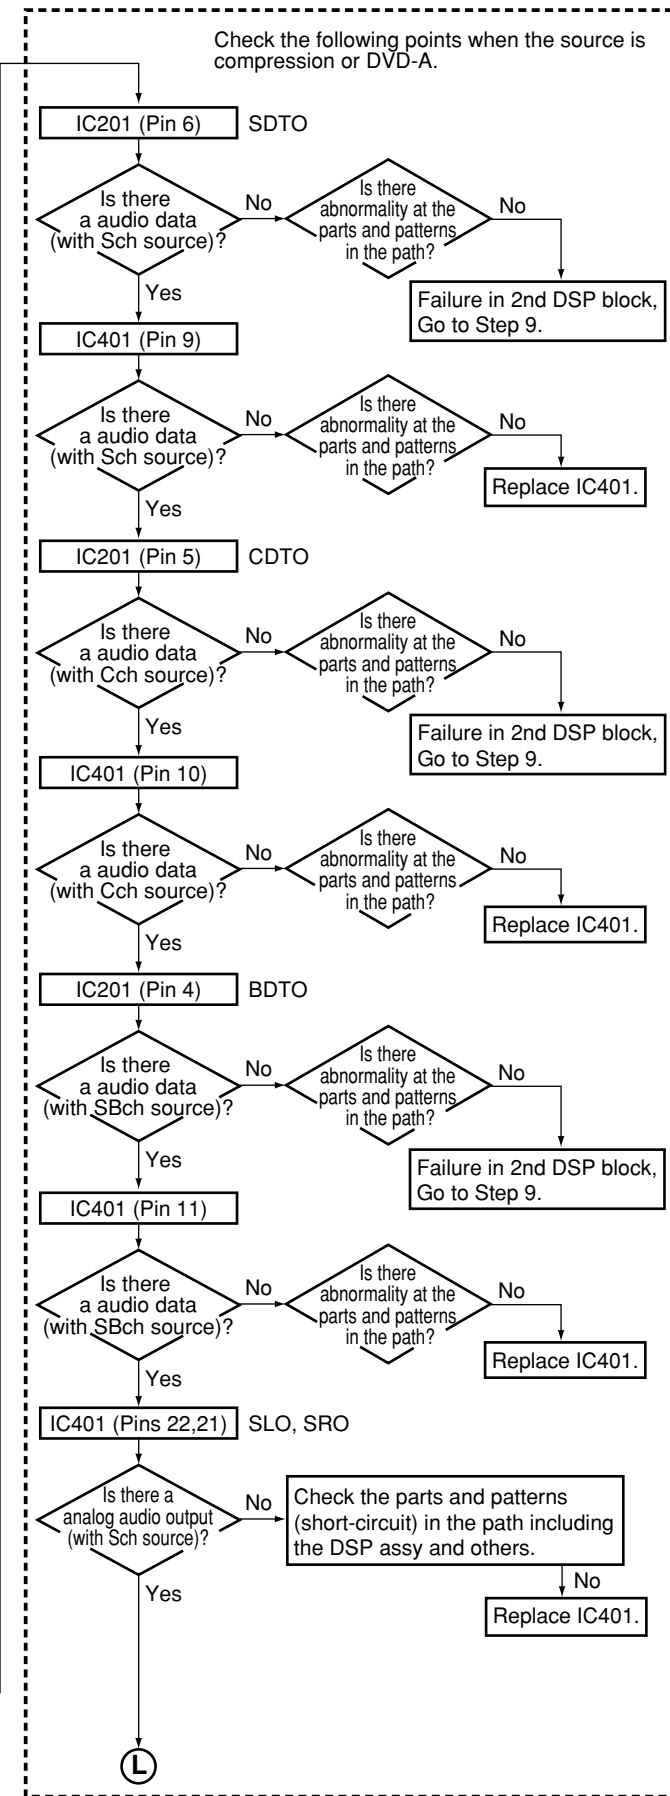 Check the following points when the source is
compression or DVD-A.
IC201 (Pin 6)
SDTO
Is there
a audio data
(with Sch source)?
No
Is there
abnormality at the
parts and patterns
in the path?
No
Failure in 2nd DSP block,
Go to Step 9.
Yes
IC401 (Pin 9)
Is there
a audio data
(with Sch source)?
No
Is there
abnormality at the
parts and patterns
in the path?
No
Replace IC401.
Yes
IC201 (Pin 5)
CDTO
Is there
a audio data
(with Cch source)?
No
Is there
abnormality at the
parts and patterns
in the path?
No
Failure in 2nd DSP block,
Go to Step 9.
Yes
IC401 (Pin 10)
Is there
a audio data
(with Cch source)?
No
Is there
abnormality at the
parts and patterns
in the path?
No
Replace IC401.
Yes
IC201 (Pin 4)
BDTO
Is there
a audio data
(with SBch source)?
No
Is there
abnormality at the
parts and patterns
in the path?
No
Failure in 2nd DSP block,
Go to Step 9.
Yes
IC401 (Pin 11)
Is there
a audio data
(with SBch source)?
No
Is there
abnormality at the
parts and patterns
in the path?
No
Replace IC401.
Yes
IC401 (Pins 22,21)
SLO, SRO
Is there a
analog audio output
(with Sch source)?
No
Check the parts and patterns
(short-circuit) in the path including
the DSP assy and others.
No
Replace IC401.
Yes
L